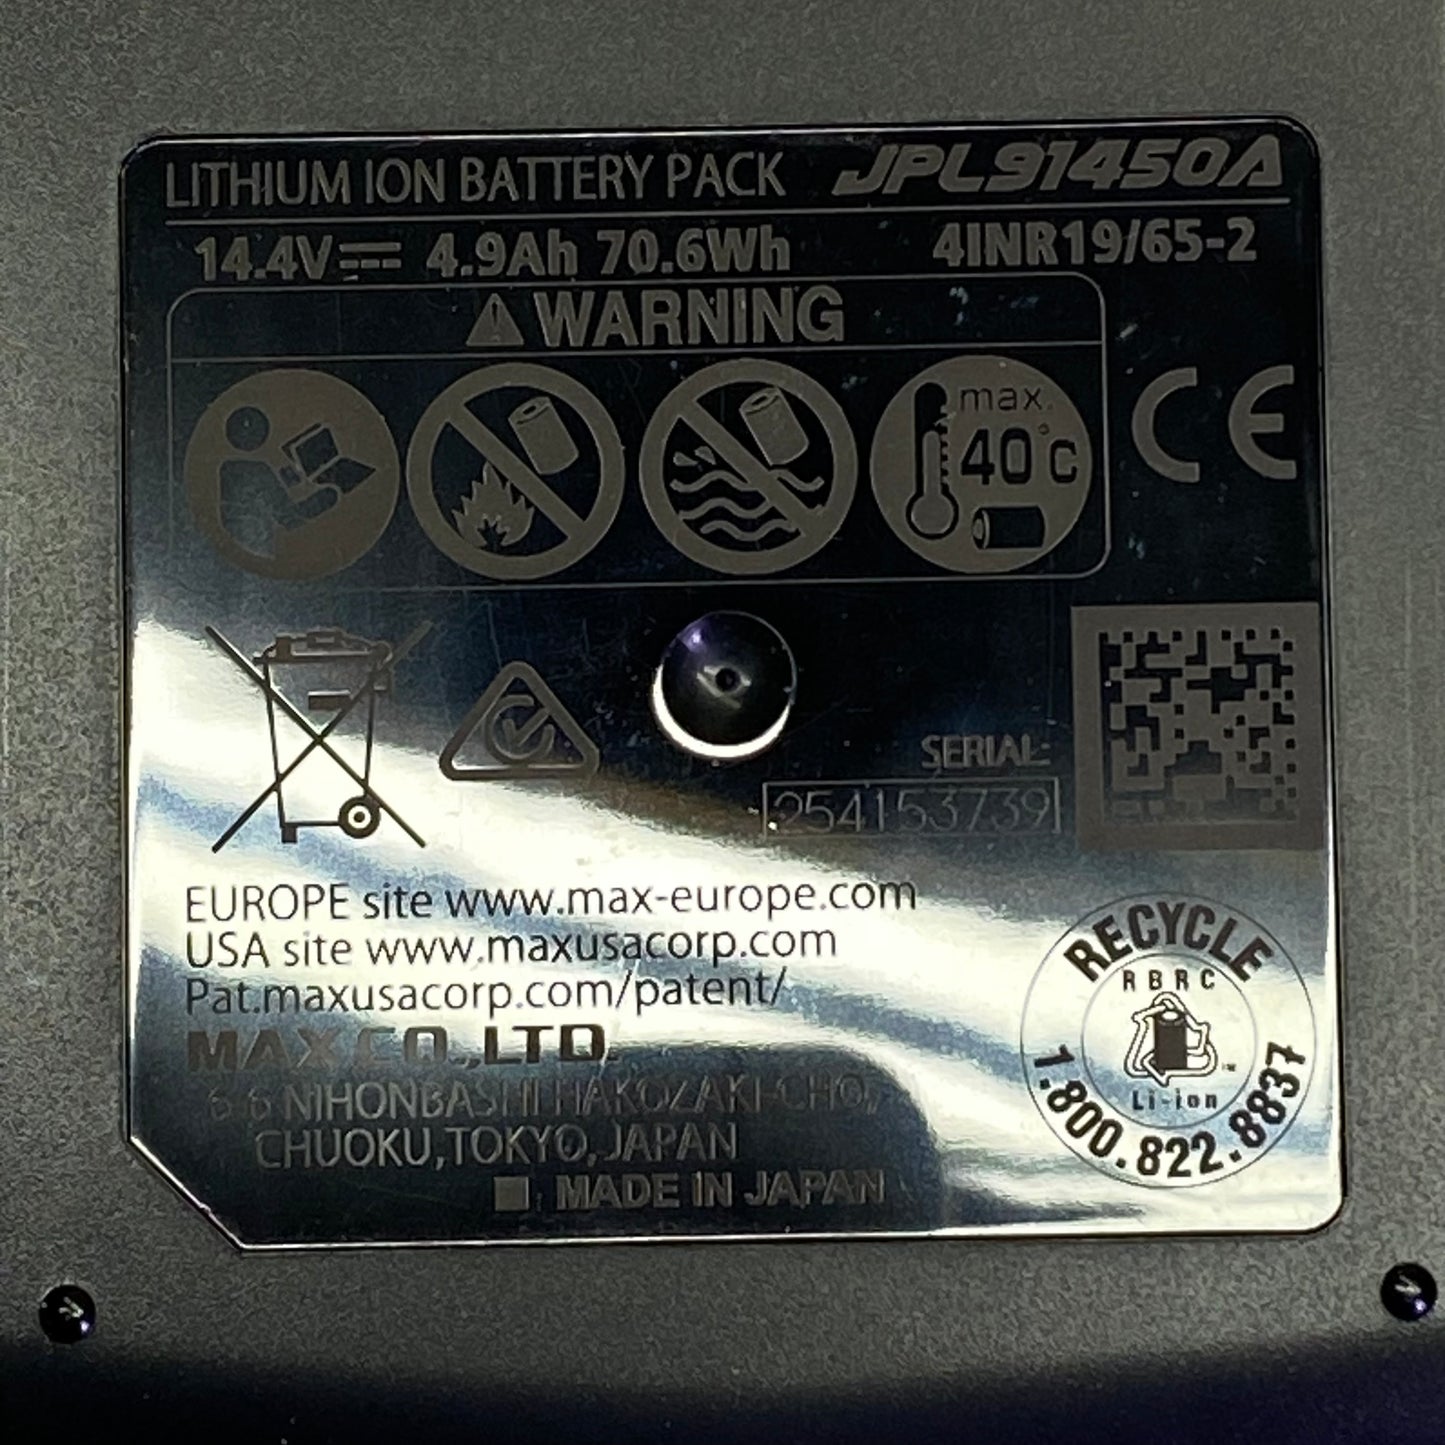 LITHIUM ION BATTERY PACK JPL91450A
14.4V⎓ 4.9Ah 70.6Wh 4INR19/65-2
⚠WARNING
max.
40°C
CE
SERIAL:
254153739
EUROPE site www.max-europe.com
USA site www.maxusacorp.com
Pat.maxusacorp.com/patent/
MAX CO.,LTD.
6-6 NIHONBASHI HAKOZAKI-CHO,
CHUOKU,TOKYO,JAPAN
■ MADE IN JAPAN
RECYCLE
RBRC
Li-ion
1.800.822.8837